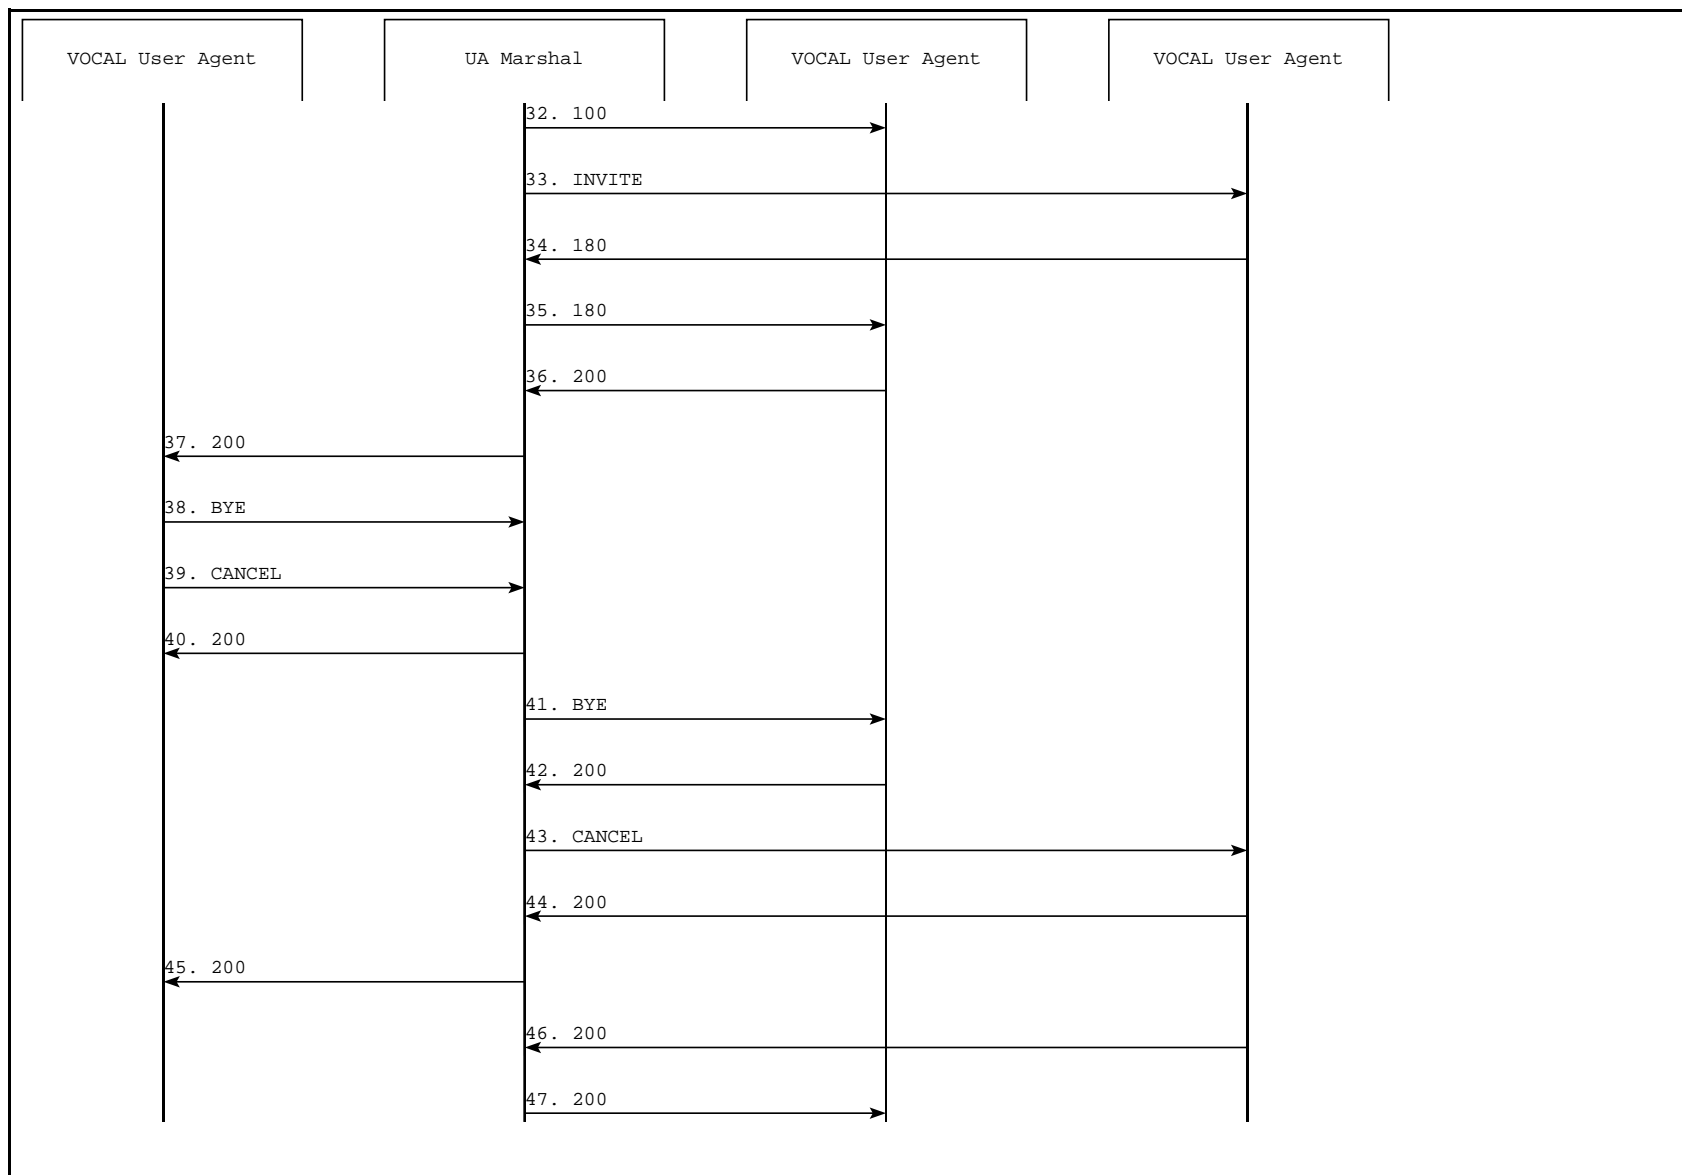 VOCAL User Agent
UA Marshal
VOCAL User Agent
VOCAL User Agent
32. 100
33. INVITE
34. 180
35. 180
36. 200
37. 200
38. BYE
39. CANCEL
40. 200
41. BYE
42. 200
43. CANCEL
44. 200
45. 200
46. 200
47. 200